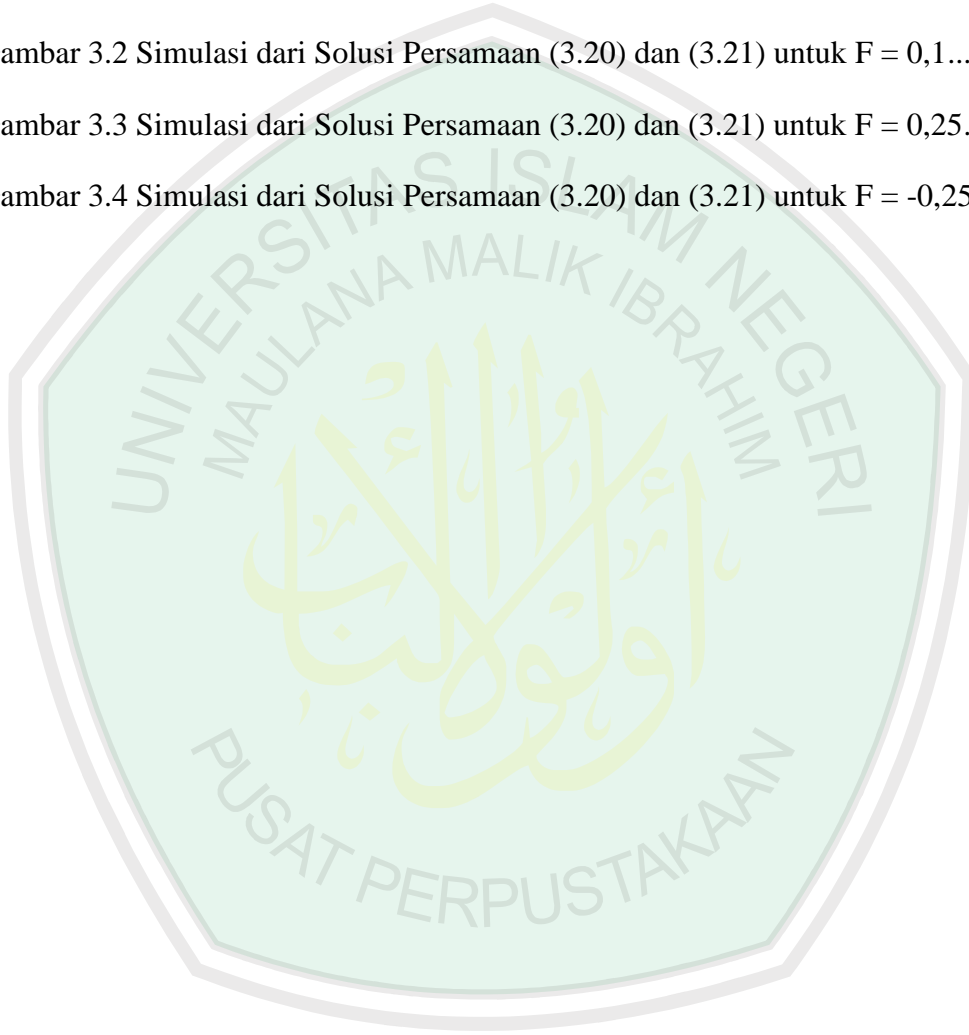 ambar 3.2 Simulasi dari Solusi Persamaan (3.20) dan (3.21) untuk F = 0,1...
ambar 3.3 Simulasi dari Solusi Persamaan (3.20) dan (3.21) untuk F = 0,25.
ambar 3.4 Simulasi dari Solusi Persamaan (3.20) dan (3.21) untuk F = -0,25
UNIVERSITAS ISLAM NEGERI
MAULANA MALIK IBRAHIM
أولوا الألباب
PUSAT PERPUSTAKAAN